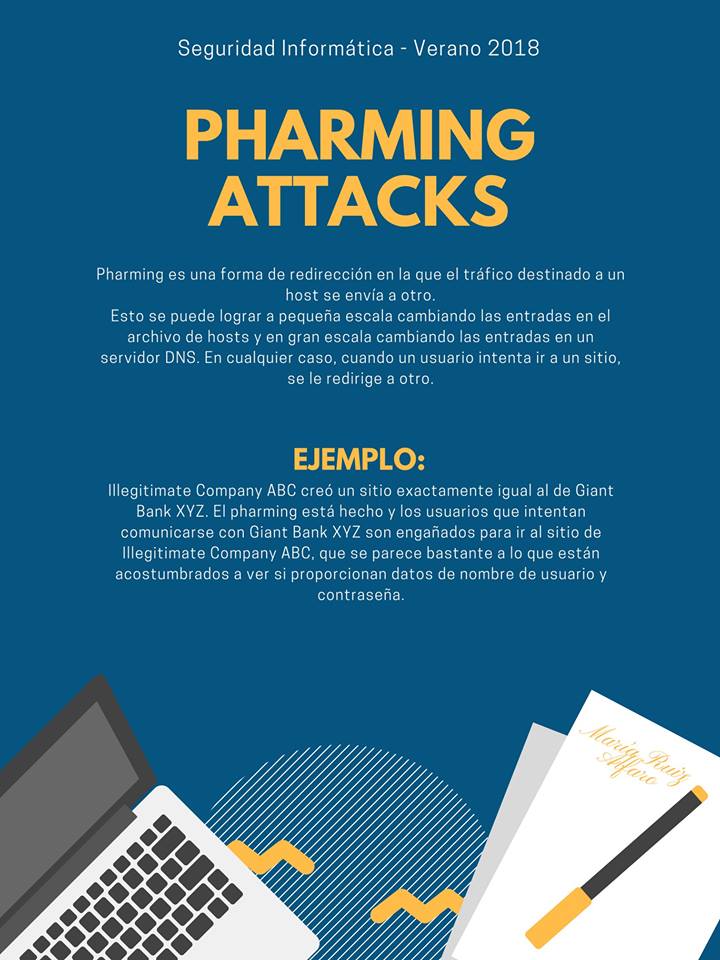 Seguridad Informática - Verano 2018
PHARMING
ATTACKS
Pharming es una forma de redirección en la que el tráfico destinado a un
host se envía a otro.
Esto se puede lograr a pequeña escala cambiando las entradas en el
archivo de hosts y en gran escala cambiando las entradas en un
servidor DNS. En cualquier caso, cuando un usuario intenta ir a un sitio,
se le redirige a otro.
EJEMPLO:
Illegitimate Company ABC creó un sitio exactamente igual al de Giant
Bank XYZ. El pharming está hecho y los usuarios que intentan
comunicarse con Giant Bank XYZ son engañados para ir al sitio de
Illegitimate Company ABC, que se parece bastante a lo que están
acostumbrados a ver si proporcionan datos de nombre de usuario y
contraseña.
María Ruiz
Alfaro